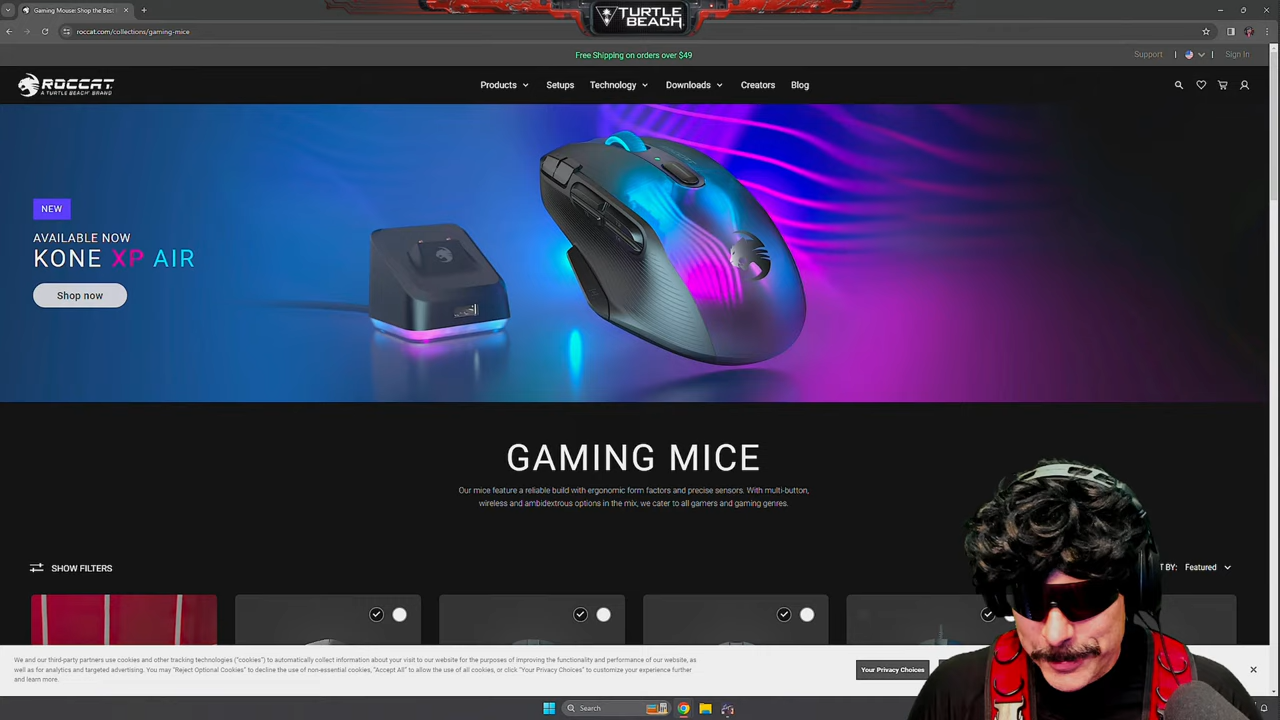 Gaming Mouse: Shop the Best
TURTLE
BEACH
roccat.com/collections/gaming-mice
Free Shipping on orders over $49
Support
Sign In
ROCCAT
A TURTLE BEACH BRAND
Products
Setups
Technology
Downloads
Creators
Blog
NEW
AVAILABLE NOW
KONE XP AIR
Shop now
GAMING MICE
Our mice feature a reliable build with ergonomic form factors and precise sensors. With multi-button,
wireless and ambidextrous options in the mix, we cater to all gamers and gaming genres.
SHOW FILTERS
T BY: Featured
We and our third-party partners use cookies and other tracking technologies ("cookies") to automatically collect information about your visit to our website for the purposes of improving the functionality and performance of our website,
as well as for analytics and targeted advertising. You may "Reject Optional Cookies" to decline the use of non-essential cookies, "Accept All" to allow the use of all cookies, or click "Your Privacy Choices" to customize your experience further
and learn more.
Your Privacy Choices
Search